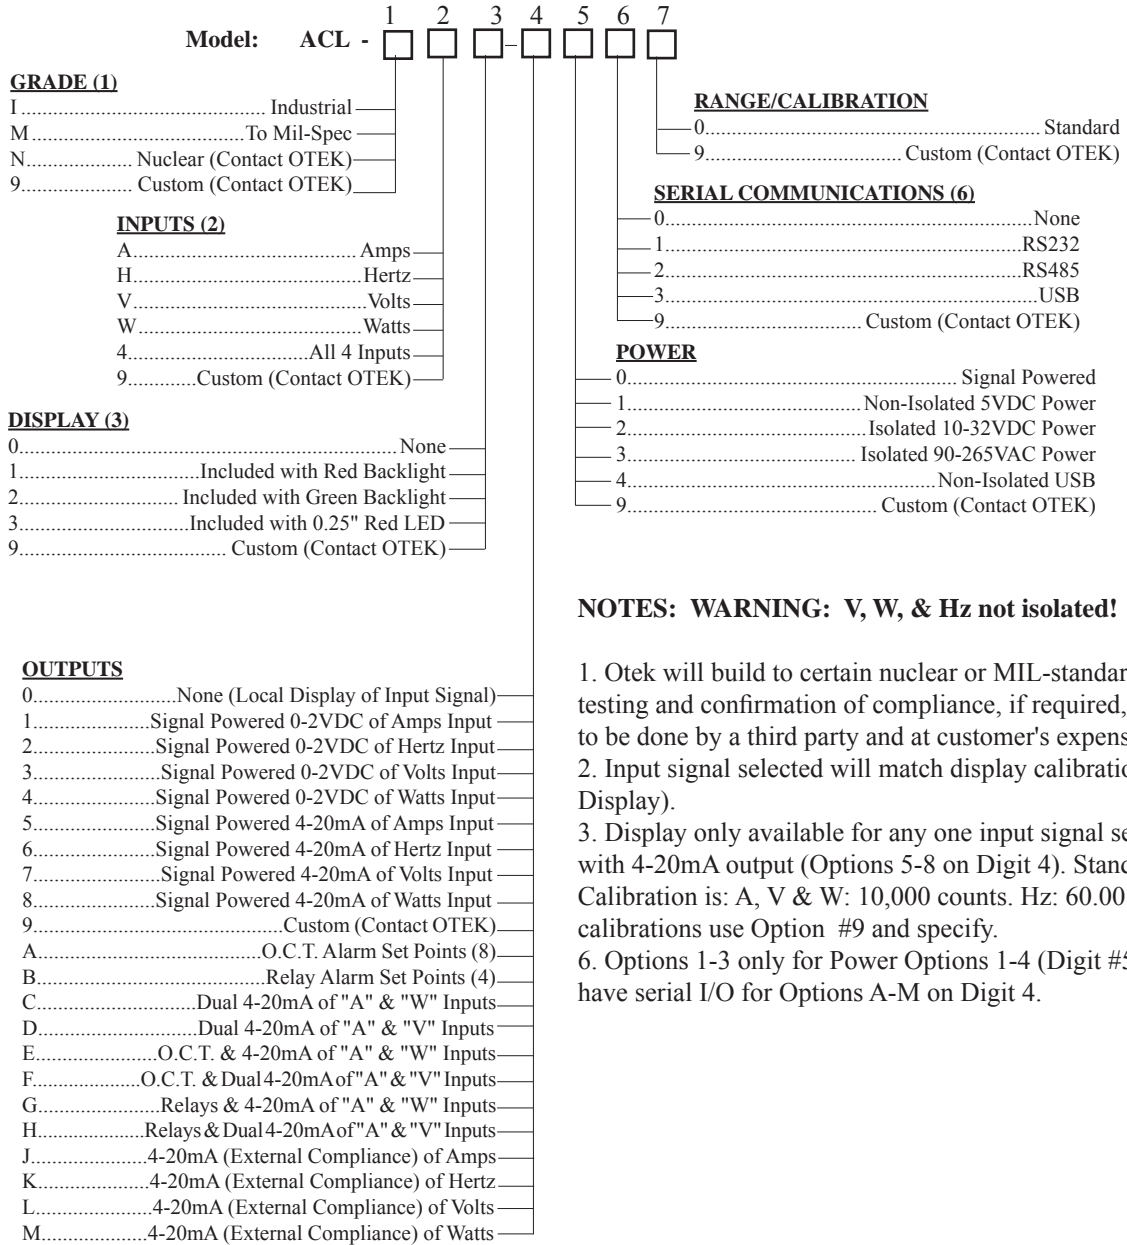 1 2 3 4 5 6 7
Model: ACL - –
GRADE (1)
I............................................ Industrial
M.......................................To Mil-Spec
N................... Nuclear (Contact OTEK)
9.................... Custom (Contact OTEK)
INPUTS (2)
A........................................ Amps
H.........................................Hertz
V..........................................Volts
W........................................Watts
4.................................All 4 Inputs
9.............Custom (Contact OTEK)
DISPLAY (3)
0.................................................................... None
1.................................Included with Red Backlight
2............................. Included with Green Backlight
3...............................Included with 0.25" Red LED
9..................................... Custom (Contact OTEK)
OUTPUTS
0...........................None (Local Display of Input Signal)
1.....................Signal Powered 0-2VDC of Amps Input
2......................Signal Powered 0-2VDC of Hertz Input
3.......................Signal Powered 0-2VDC of Volts Input
4......................Signal Powered 0-2VDC of Watts Input
5......................Signal Powered 4-20mA of Amps Input
6......................Signal Powered 4-20mA of Hertz Input
7.......................Signal Powered 4-20mA of Volts Input
8......................Signal Powered 4-20mA of Watts Input
9.............................................Custom (Contact OTEK)
A.........................................O.C.T. Alarm Set Points (8)
B.........................................Relay Alarm Set Points (4)
C............................Dual 4-20mA of "A" & "W" Inputs
D.............................Dual 4-20mA of "A" & "V" Inputs
E......................O.C.T. & 4-20mA of "A" & "W" Inputs
F...................O.C.T. & Dual 4-20mA of "A" & "V" Inputs
G......................Relays & 4-20mA of "A" & "W" Inputs
H...................Relays & Dual 4-20mA of "A" & "V" Inputs
J......................4-20mA (External Compliance) of Amps
K....................4-20mA (External Compliance) of Hertz
L.....................4-20mA (External Compliance) of Volts
M...................4-20mA (External Compliance) of Watts
RANGE/CALIBRATION
0............................................................ Standard
9................................... Custom (Contact OTEK)
SERIAL COMMUNICATIONS (6)
0..................................................................None
1................................................................RS232
2................................................................RS485
3...................................................................USB
9................................... Custom (Contact OTEK)
POWER
0............................................................ Signal Powered
1..........................................Non-Isolated 5VDC Power
2...........................................Isolated 10-32VDC Power
3......................................... Isolated 90-265VAC Power
4........................................................Non-Isolated USB
9............................................. Custom (Contact OTEK)
NOTES: WARNING: V, W, & Hz not isolated!
1. Otek will build to certain nuclear or MIL-standar
testing and confirmation of compliance, if required,
to be done by a third party and at customer's expens
2. Input signal selected will match display calibratio
Display).
3. Display only available for any one input signal se
with 4-20mA output (Options 5-8 on Digit 4). Stand
Calibration is: A, V & W: 10,000 counts. Hz: 60.00
calibrations use Option #9 and specify.
6. Options 1-3 only for Power Options 1-4 (Digit #5
have serial I/O for Options A-M on Digit 4.